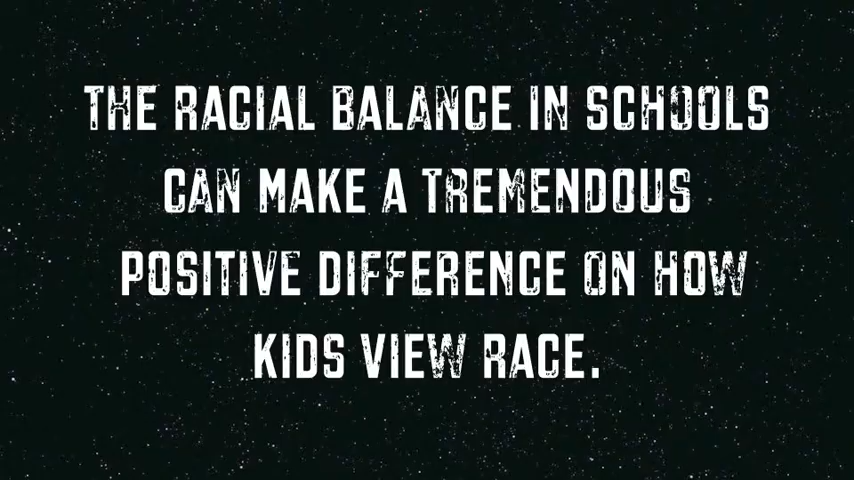 THE RACIAL BALANCE IN SCHOOLS
CAN MAKE A TREMENDOUS
POSITIVE DIFFERENCE ON HOW
KIDS VIEW RACE.